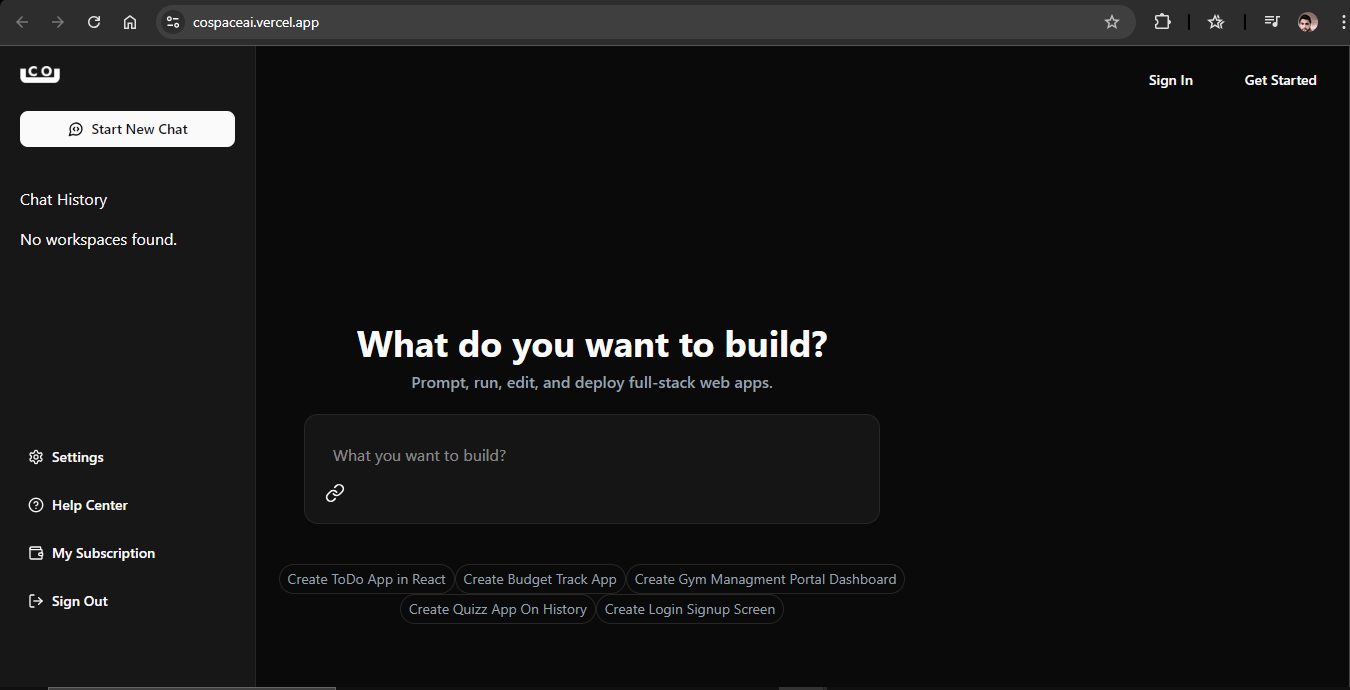 cospaceai.vercel.app
CO
Sign In
Get Started
Start New Chat
Chat History
No workspaces found.
What do you want to build?
Prompt, run, edit, and deploy full-stack web apps.
What you want to build?
Settings
Help Center
My Subscription
Sign Out
Create ToDo App in React
Create Budget Track App
Create Gym Managment Portal Dashboard
Create Quizz App On History
Create Login Signup Screen